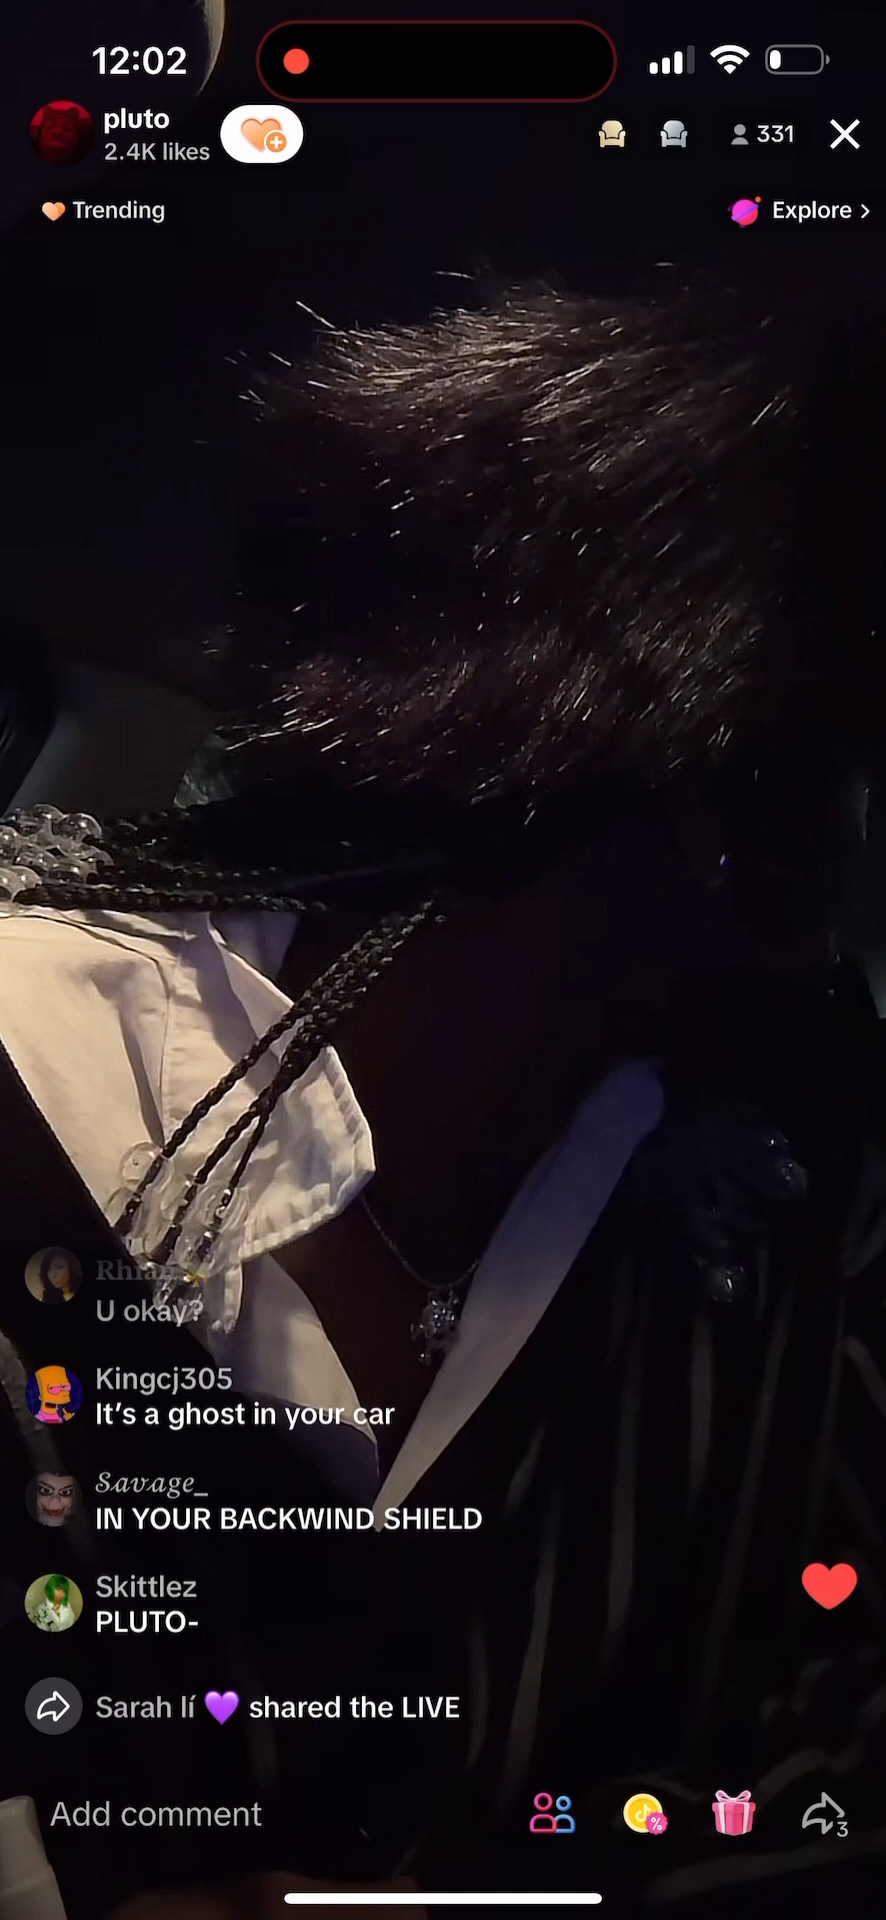 12:02
pluto
2.4K likes
331
Trending
Explore >
U okay?
Kingcj305
It's a ghost in your car
Savage_
IN YOUR BACKWIND SHIELD
Skittlez
PLUTO-
Sarah lí 💜 shared the LIVE
Add comment
3